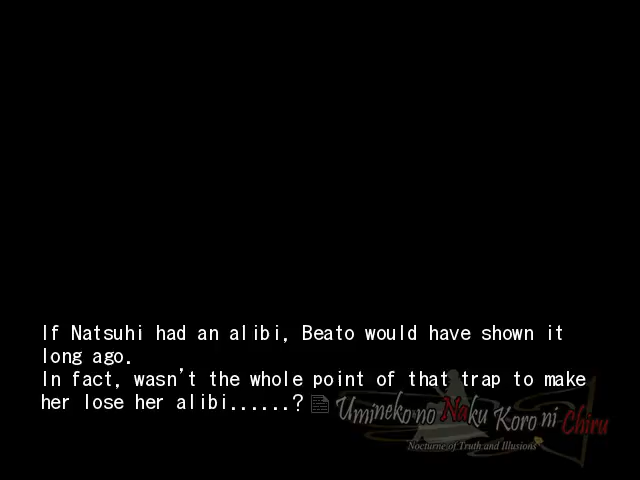 If Natsuhi had an alibi, Beato would have shown it
long ago.
In fact, wasn't the whole point of that trap to make
her lose her alibi......?
Umineko no Naku Koro ni Chiru
Nocturne of Truth and Illusions